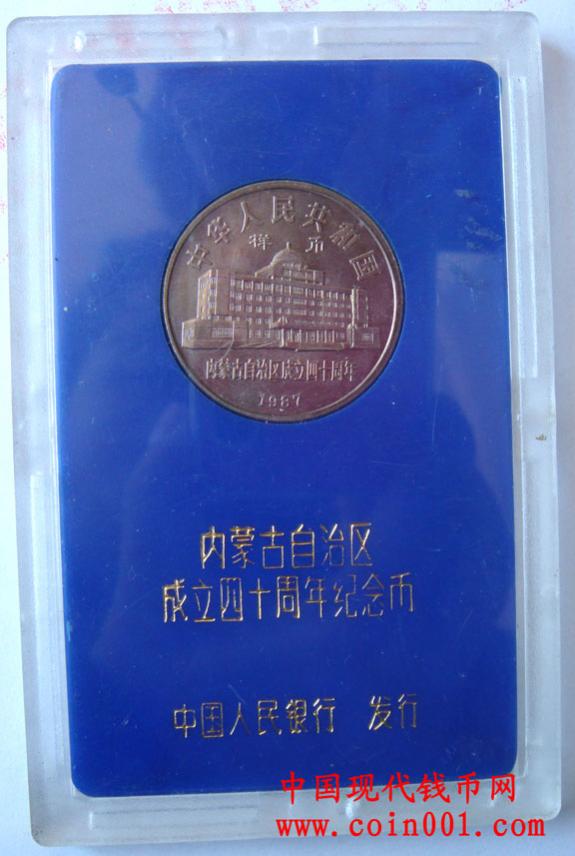 中华人民共和国
样币
内蒙古自治区成立四十周年
1987
内蒙古自治区
成立四十周年纪念币
中国人民银行 发行
中国现代钱币网
www.coin001.com